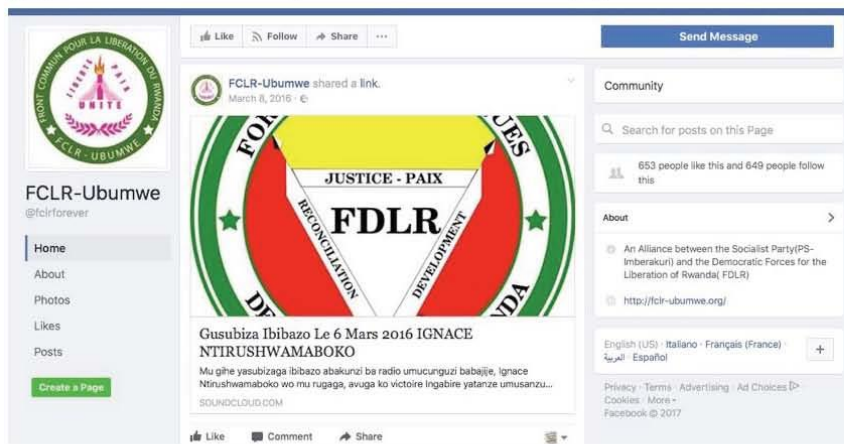 FRONT COMMUN POUR LA LIBERATION DU RWANDA
LIBERTE PAIX
UNITE
FCLR-UBUMWE
FCLR-Ubumwe
@fclrforever
Home
About
Photos
Likes
Posts
Create a Page
Like Follow Share ...
FCLR-Ubumwe shared a link.
March 8, 2016 ·
JUSTICE - PAIX
FDLR
RECONCILIATION
DEVELOPMENT
Gusubiza Ibibazo Le 6 Mars 2016 IGNACE
NTIRUSHWAMABOKO
Mu gihe yasubizaga ibibazo abakunzi ba radio umucunguzi babajije, Ignace
Ntirushwamaboko wo mu rugaga, avuga ko victoire Ingabire yatanze umusanzu...
SOUNDCLOUD.COM
Like Comment Share
Send Message
Community
Search for posts on this Page
653 people like this and 649 people follow
this
About
An Alliance between the Socialist Party(PS-
Imberakuri) and the Democratic Forces for the
Liberation of Rwanda( FDLR)
http://fclr-ubumwe.org/
English (US) · Italiano · Français (France) ·
العربية · Español
Privacy · Terms · Advertising · Ad Choices
Cookies · More
Facebook © 2017